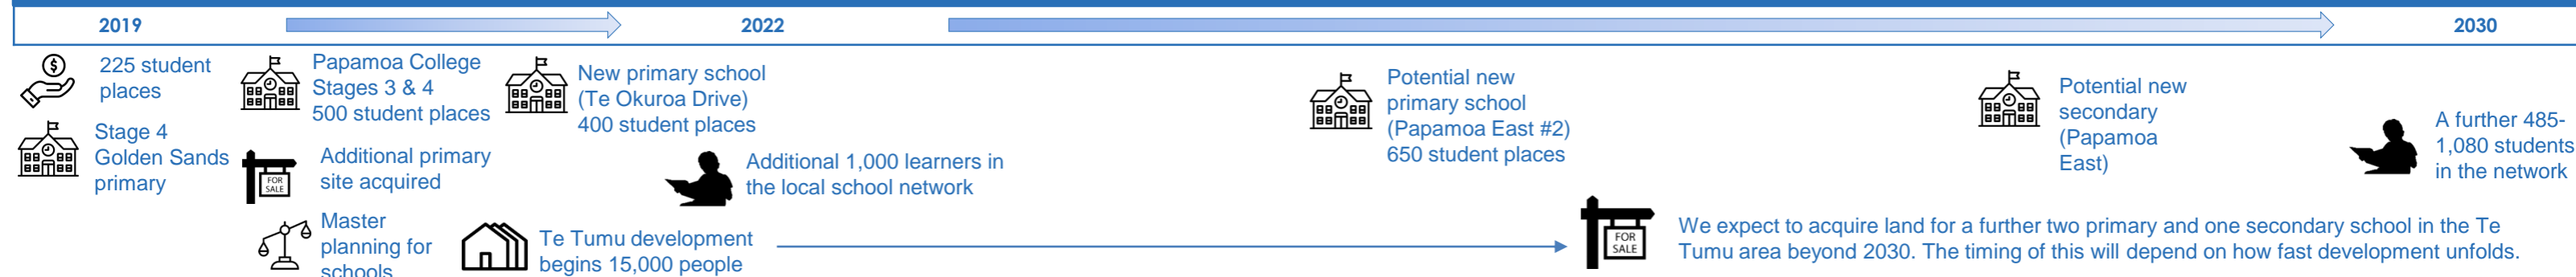 2019
2022
2030
225 student
places
Stage 4
Golden Sands
primary
Papamoa College
Stages 3 & 4
500 student places
Additional primary
site acquired
Master
planning for
schools
New primary school
(Te Okuroa Drive)
400 student places
Additional 1,000 learners in
the local school network
Te Tumu development
begins 15,000 people
Potential new
primary school
(Papamoa East #2)
650 student places
Potential new
secondary
(Papamoa
East)
A further 485-
1,080 students
in the network
FOR
SALE
FOR
SALE
We expect to acquire land for a further two primary and one secondary school in the Te
Tumu area beyond 2030. The timing of this will depend on how fast development unfolds.